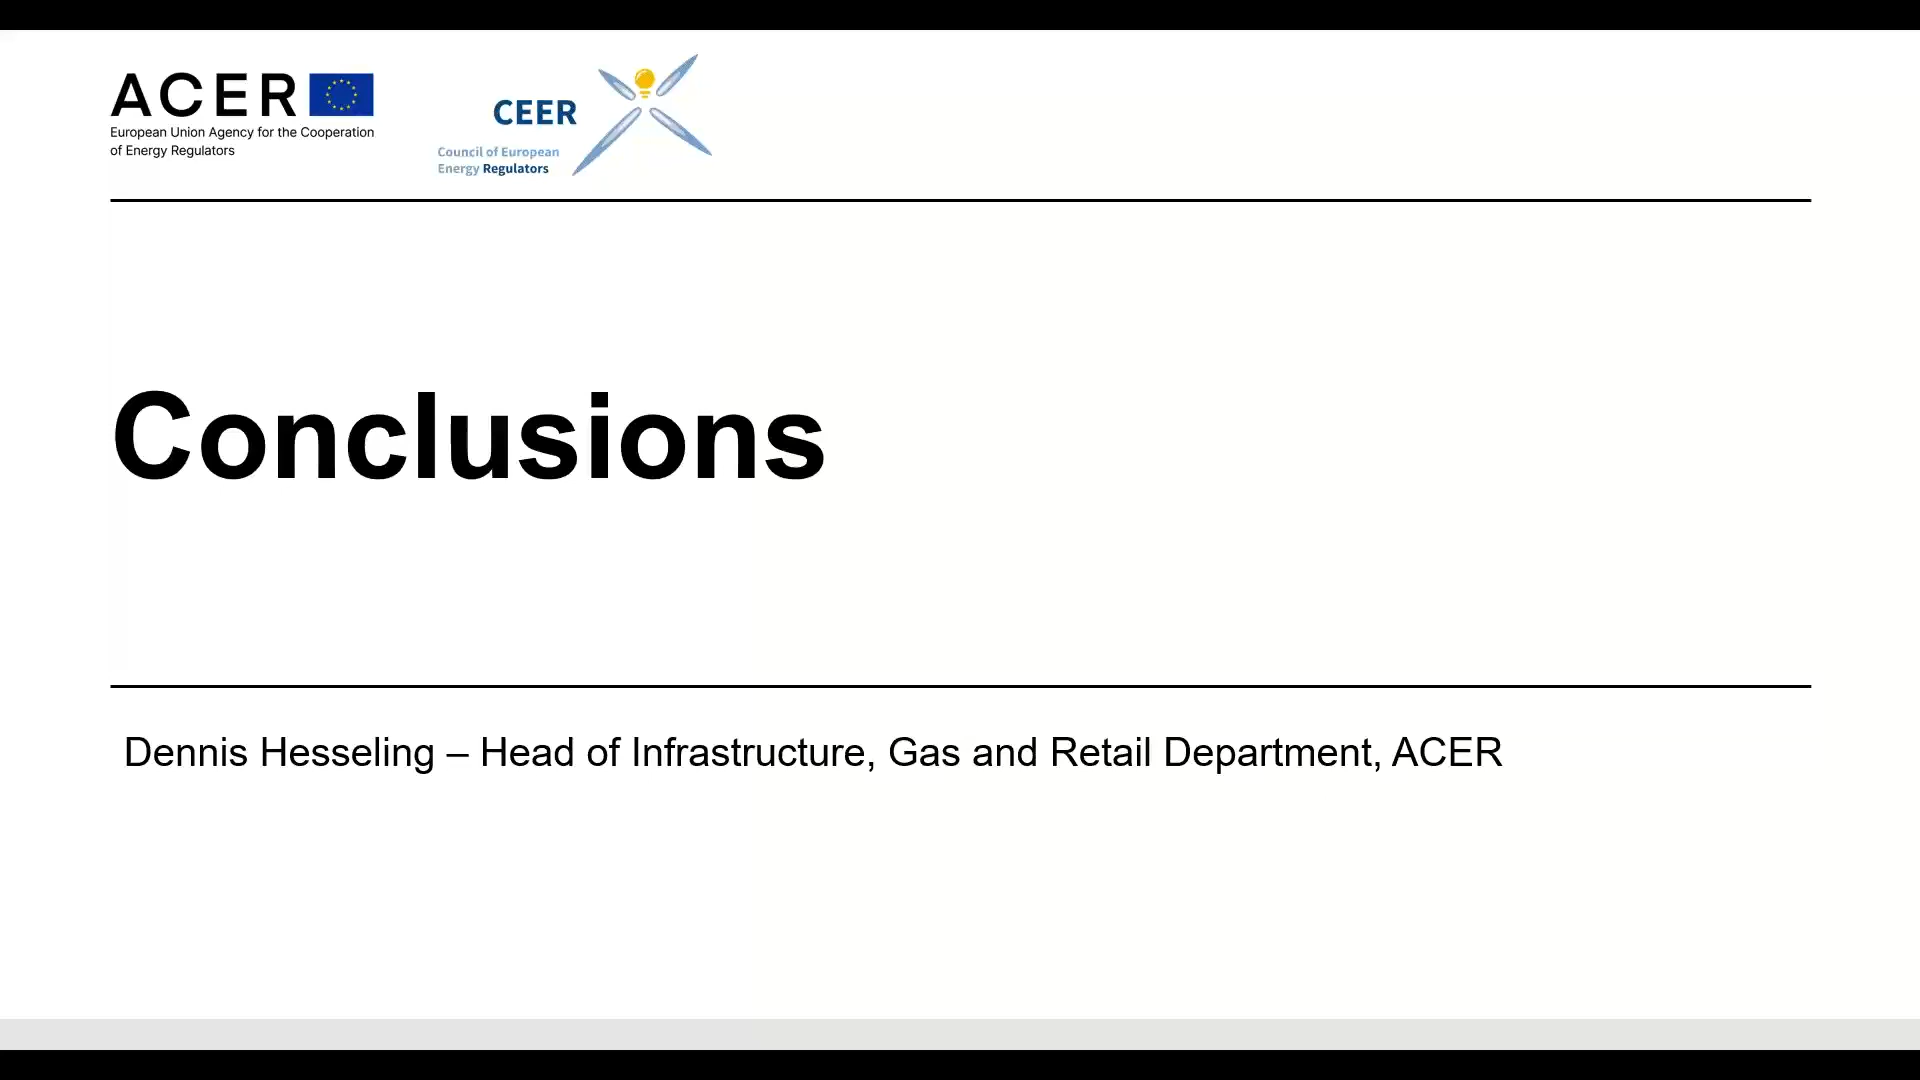 ACER
European Union Agency for the Cooperation
of Energy Regulators
CEER
Council of European
Energy Regulators
Conclusions
Dennis Hesseling – Head of Infrastructure, Gas and Retail Department, ACER